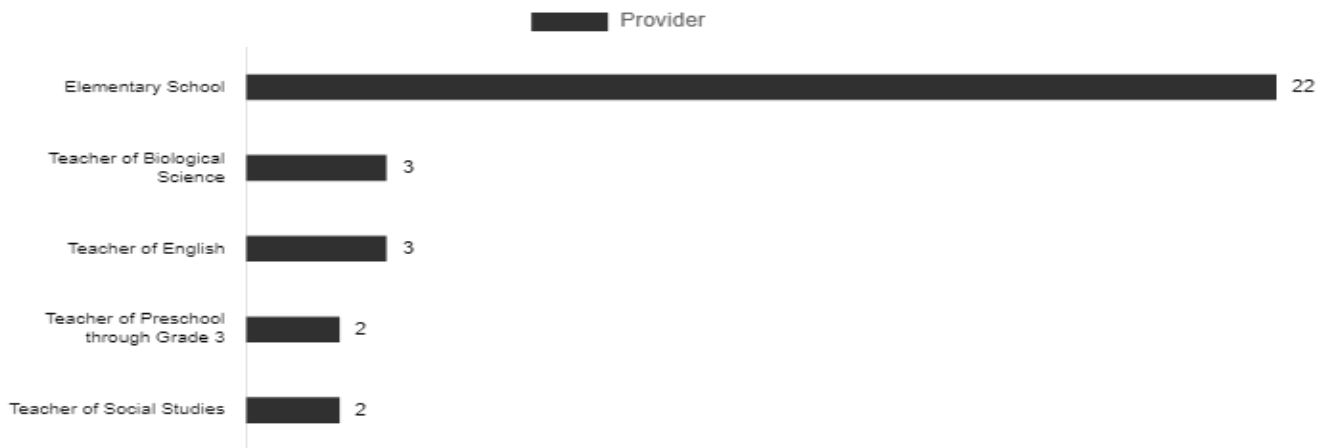 Provider
Elementary School
22
Teacher of Biological
Science
3
Teacher of English
3
Teacher of Preschool
through Grade 3
2
Teacher of Social Studies
2